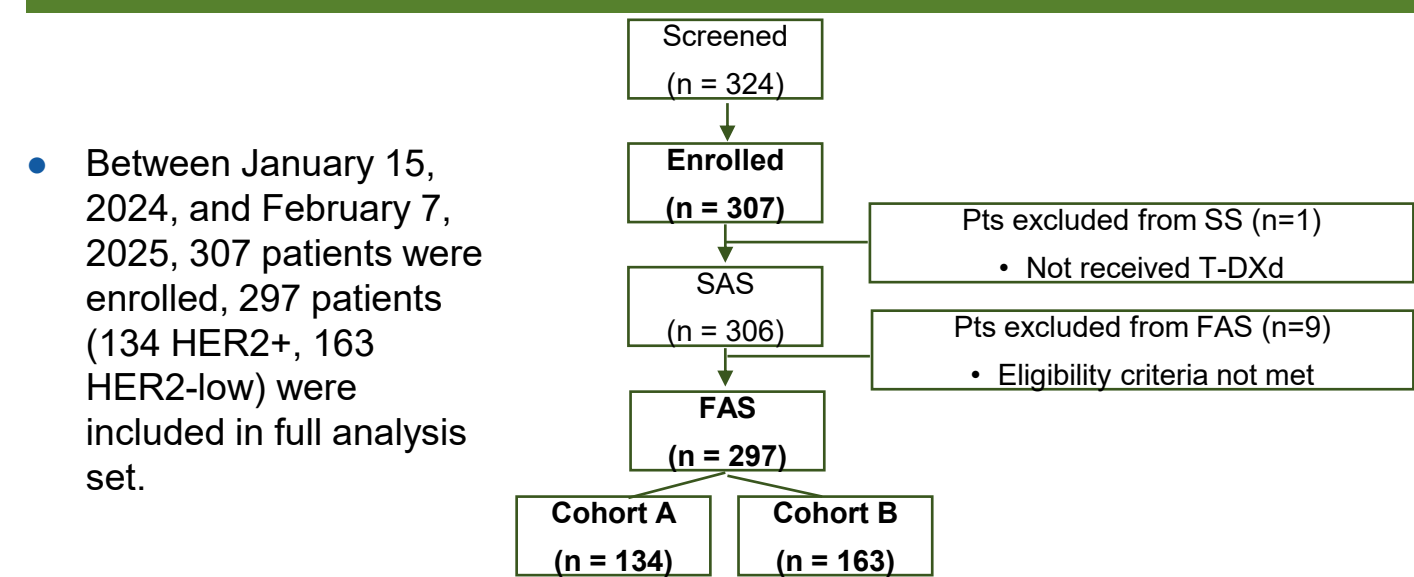 Screened
(n = 324)
Enrolled
(n = 307)
Pts excluded from SS (n=1)
• Not received T-DXd
SAS
(n = 306)
Pts excluded from FAS (n=9)
• Eligibility criteria not met
FAS
(n = 297)
Cohort A
(n = 134)
Cohort B
(n = 163)
• Between January 15,
2024, and February 7,
2025, 307 patients were
enrolled, 297 patients
(134 HER2+, 163
HER2-low) were
included in full analysis
set.